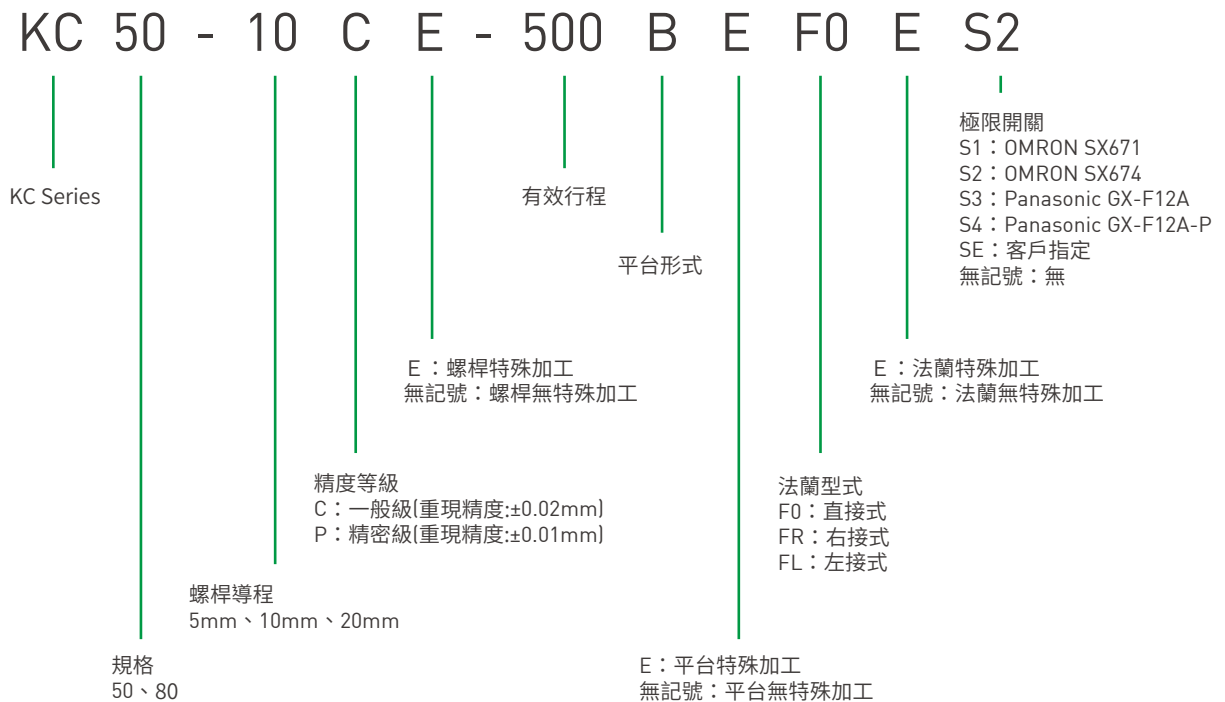 KC 50 - 10 C E - 500 B E F0 E S2
極限開關
S1：OMRON SX671
S2：OMRON SX674
S3：Panasonic GX-F12A
S4：Panasonic GX-F12A-P
SE：客戶指定
無記號：無
KC Series
有效行程
平台形式
E：螺桿特殊加工
無記號：螺桿無特殊加工
E：法蘭特殊加工
無記號：法蘭無特殊加工
精度等級
C：一般級(重現精度:±0.02mm)
P：精密級(重現精度:±0.01mm)
法蘭型式
F0：直接式
FR：右接式
FL：左接式
螺桿導程
5mm、10mm、20mm
規格
50、80
E：平台特殊加工
無記號：平台無特殊加工